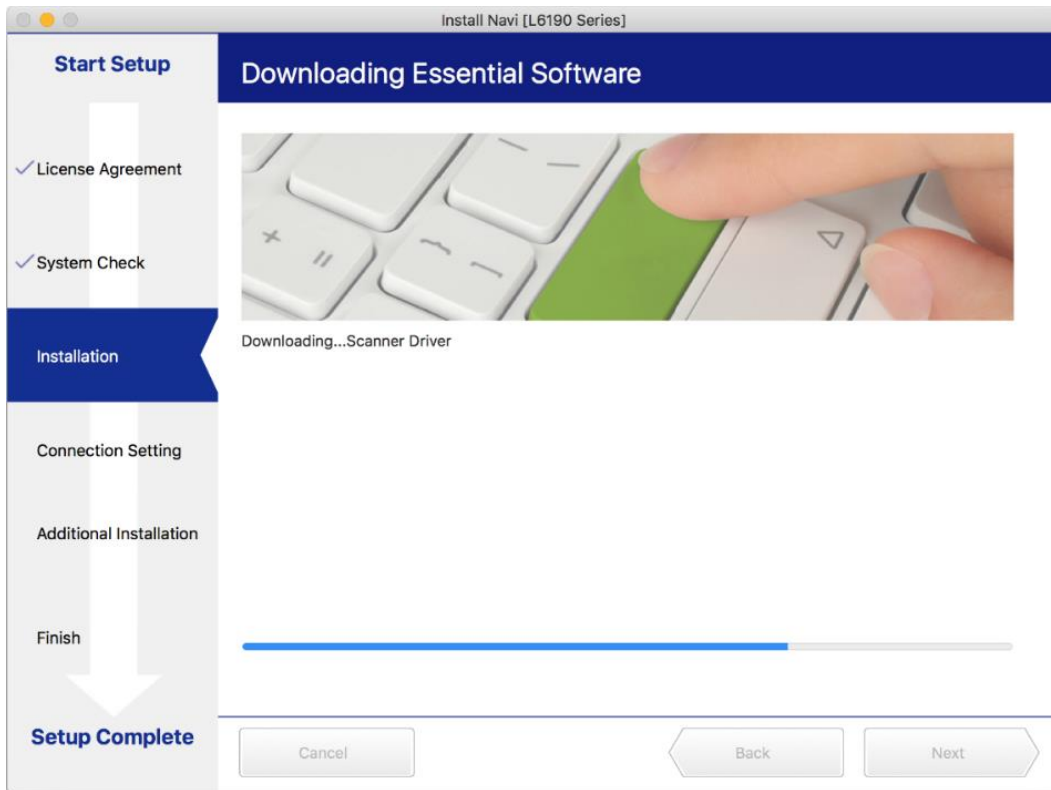 Install Navi [L6190 Series]
Start Setup
License Agreement
System Check
Installation
Connection Setting
Additional Installation
Finish
Setup Complete
Downloading Essential Software
Downloading...Scanner Driver
Cancel
Back
Next